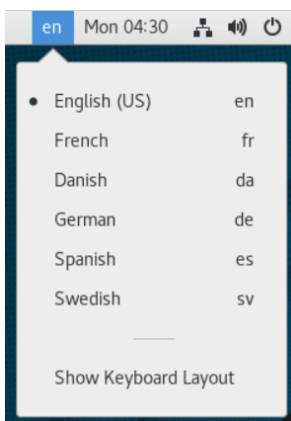 en Mon 04:30
English (US) en
French fr
Danish da
German de
Spanish es
Swedish sv
Show Keyboard Layout